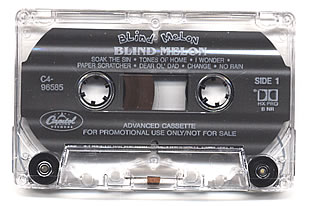 Blind Melon
BLIND MELON
SOAK THE SIN • TONES OF HOME • I WONDER •
PAPER SCRATCHER • DEAR OL' DAD • CHANGE • NO RAIN
C4-
96585
SIDE 1
HX PRO
B NR
Capitol
RECORDS
ADVANCED CASSETTE
FOR PROMOTIONAL USE ONLY/NOT FOR SALE